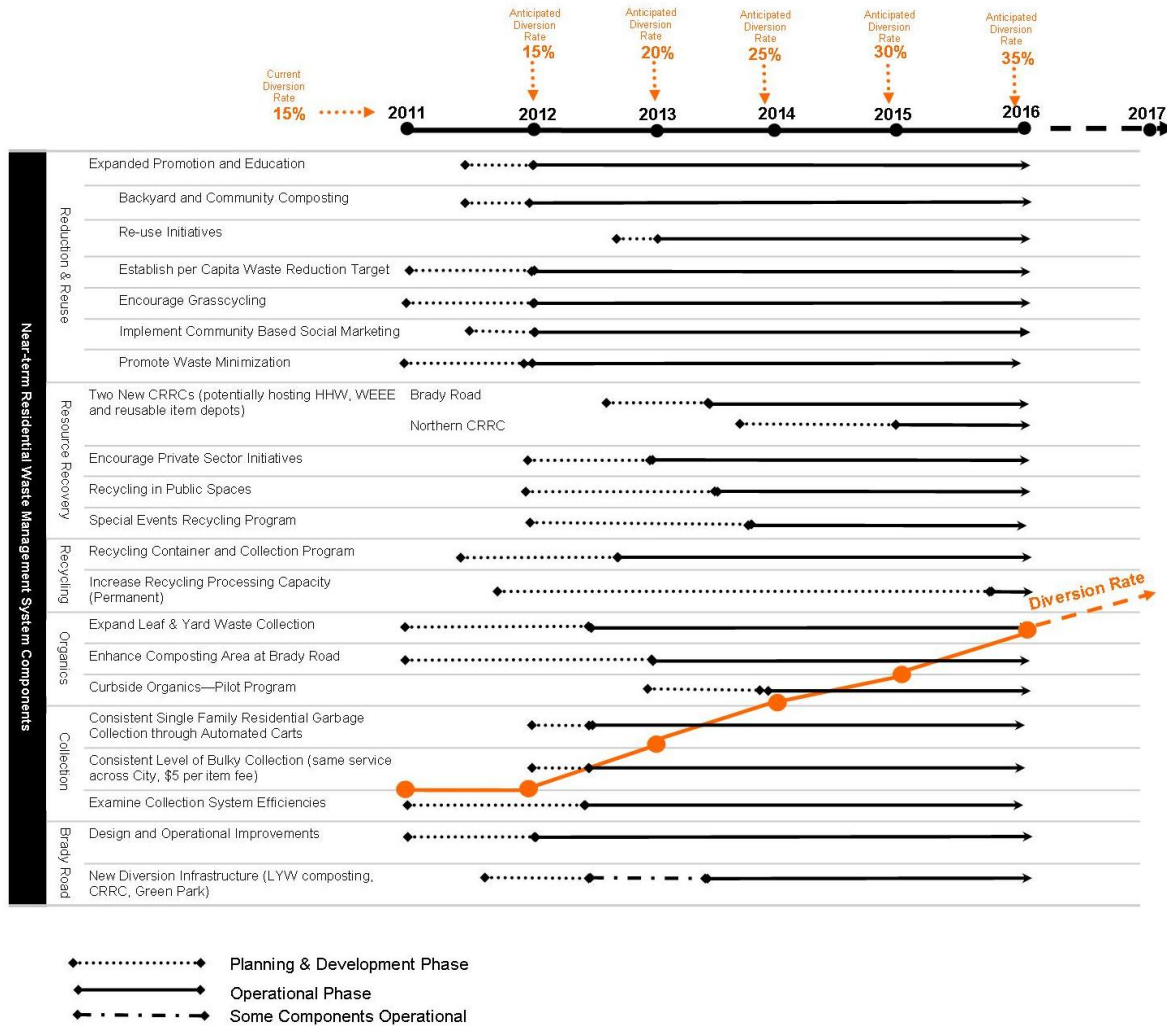 Anticipated
Diversion
Rate
15%
Anticipated
Diversion
Rate
20%
Anticipated
Diversion
Rate
25%
Anticipated
Diversion
Rate
30%
Anticipated
Diversion
Rate
35%
Current
Diversion
Rate
15%
2011
2012
2013
2014
2015
2016
2017
Near-term Residential Waste Management System Components
Reduction & Reuse
Expanded Promotion and Education
Backyard and Community Composting
Re-use Initiatives
Establish per Capita Waste Reduction Target
Encourage Grasscycling
Implement Community Based Social Marketing
Promote Waste Minimization
Resource Recovery
Two New CRRCs (potentially hosting HHW, WEEE
and reusable item depots)
Brady Road
Northern CRRC
Encourage Private Sector Initiatives
Recycling in Public Spaces
Special Events Recycling Program
Recycling
Recycling Container and Collection Program
Increase Recycling Processing Capacity
(Permanent)
Diversion Rate
Organics
Expand Leaf & Yard Waste Collection
Enhance Composting Area at Brady Road
Curbside Organics—Pilot Program
Collection
Consistent Single Family Residential Garbage
Collection through Automated Carts
Consistent Level of Bulky Collection (same service
across City, $5 per item fee)
Examine Collection System Efficiencies
Brady Road
Design and Operational Improvements
New Diversion Infrastructure (LYW composting,
CRRC, Green Park)
Planning & Development Phase
Operational Phase
Some Components Operational